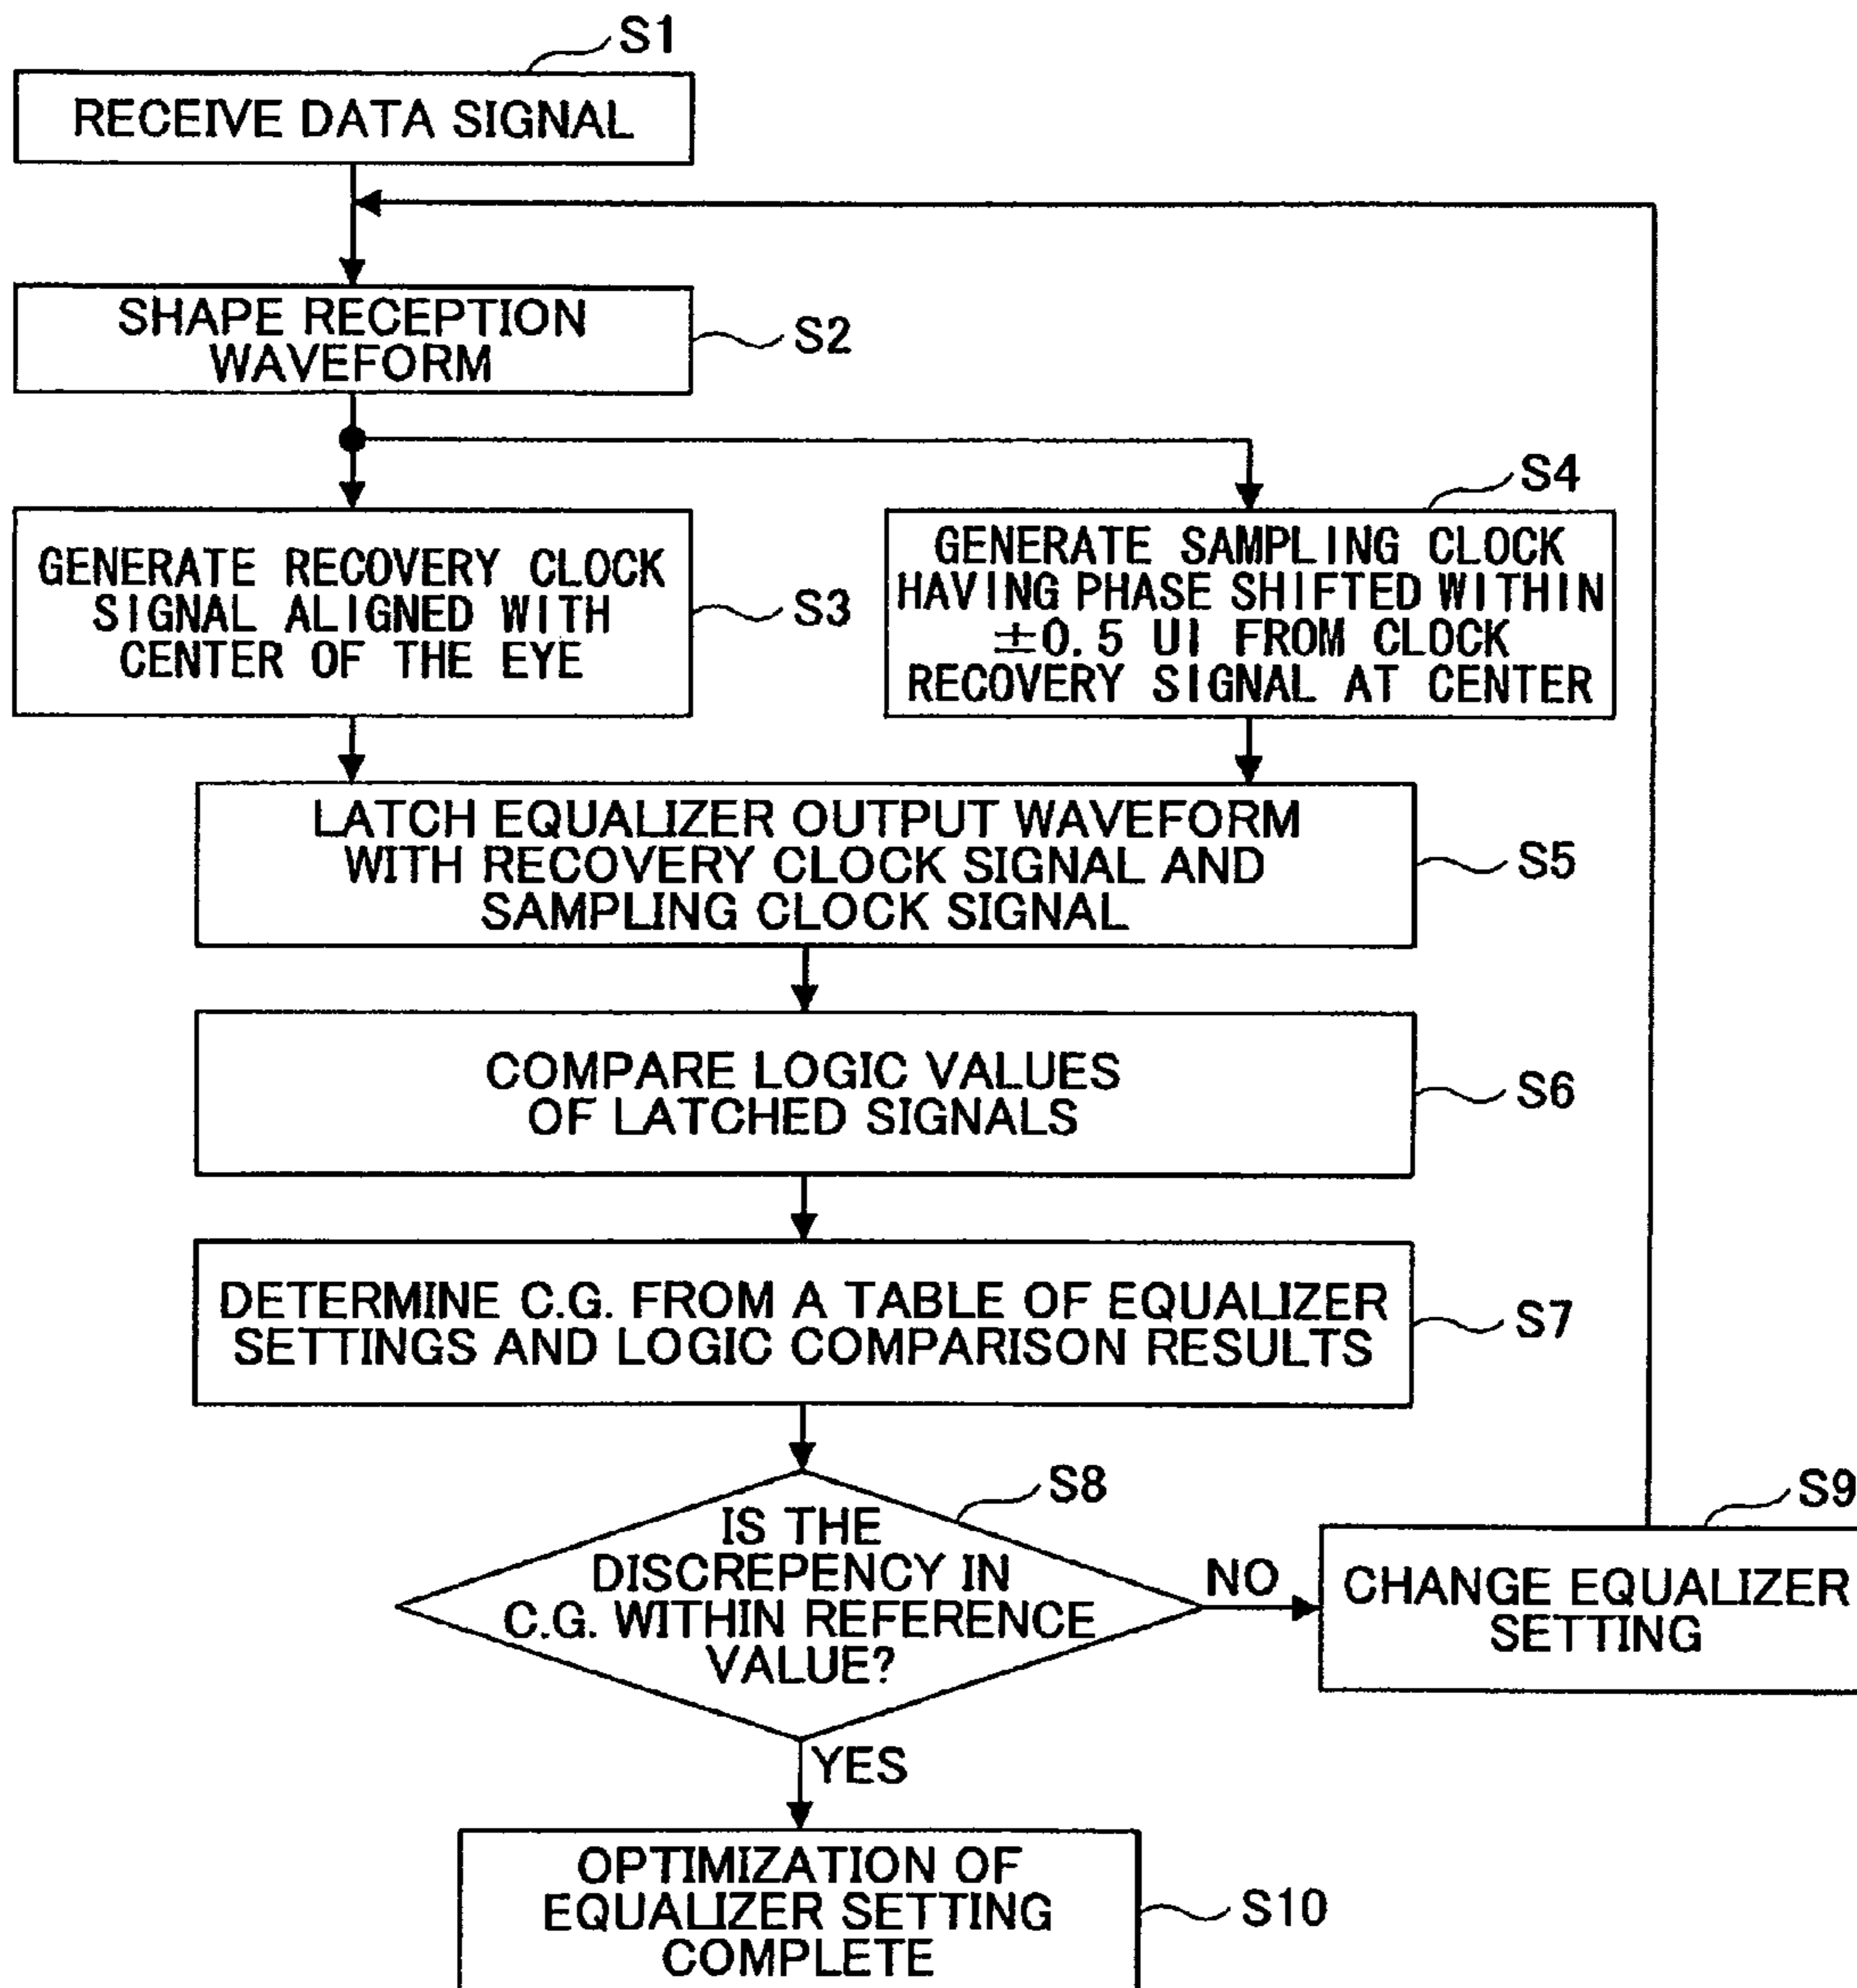 S1
RECEIVE DATA SIGNAL
SHAPE RECEPTION
WAVEFORM
S2
S4
GENERATE RECOVERY CLOCK
SIGNAL ALIGNED WITH
CENTER OF THE EYE
S3
GENERATE SAMPLING CLOCK
HAVING PHASE SHIFTED WITHIN
±0.5 UI FROM CLOCK
RECOVERY SIGNAL AT CENTER
LATCH EQUALIZER OUTPUT WAVEFORM
WITH RECOVERY CLOCK SIGNAL AND
SAMPLING CLOCK SIGNAL
S5
COMPARE LOGIC VALUES
OF LATCHED SIGNALS
S6
DETERMINE C.G. FROM A TABLE OF EQUALIZER
SETTINGS AND LOGIC COMPARISON RESULTS
S7
S8
IS THE
DISCREPENCY IN
C.G. WITHIN REFERENCE
VALUE?
NO
S9
CHANGE EQUALIZER
SETTING
YES
OPTIMIZATION OF
EQUALIZER SETTING
COMPLETE
S10